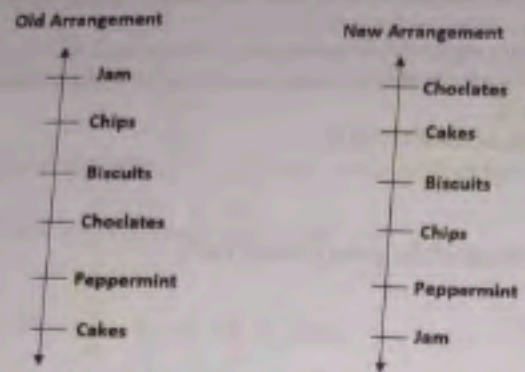 Old Arrangement
Jam
Chips
Biscuits
Choclates
Peppermint
Cakes
New Arrangement
Choclates
Cakes
Biscuits
Chips
Peppermint
Jam